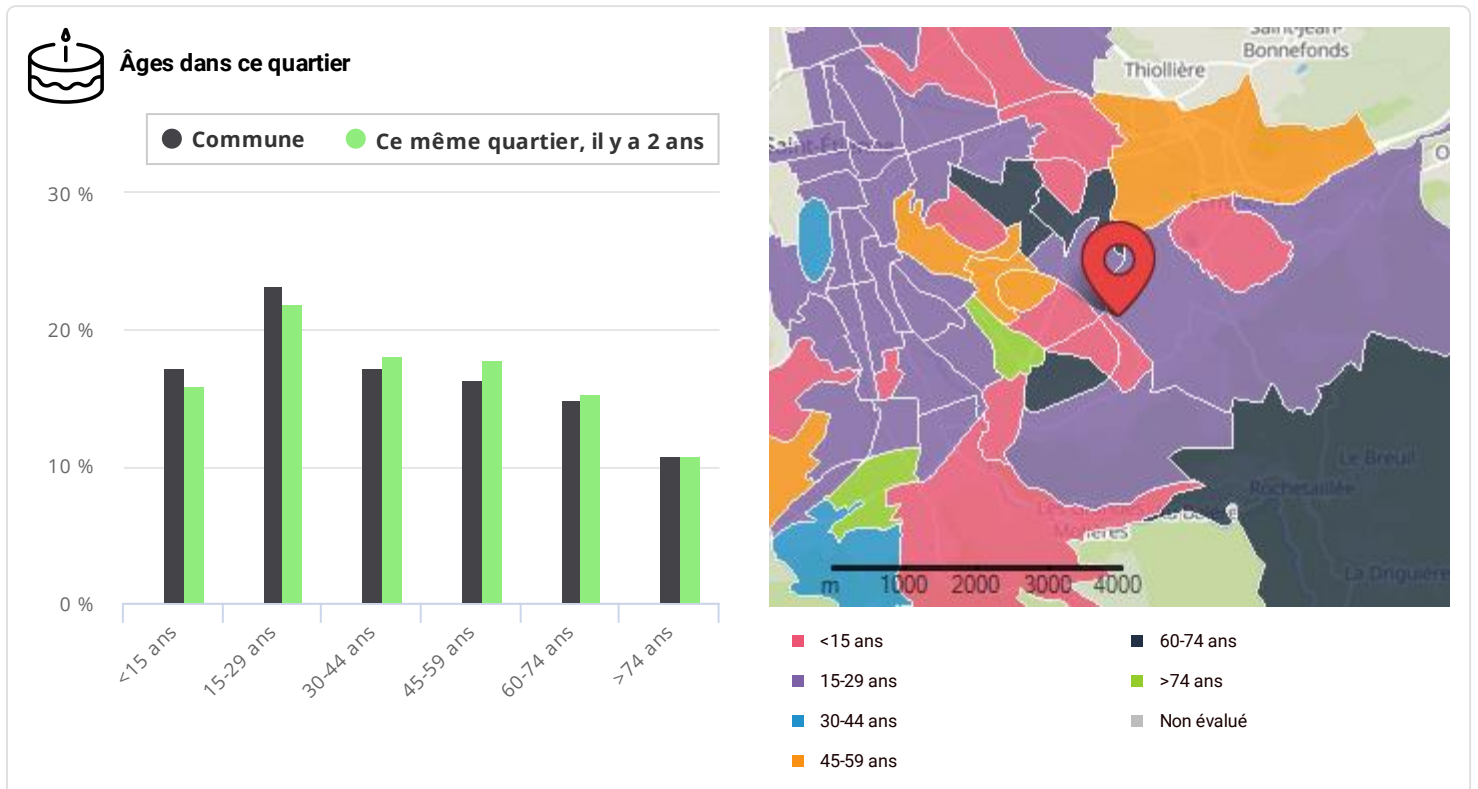 Âges dans ce quartier
Commune
Ce même quartier, il y a 2 ans
30 %
20 %
10 %
0 %
<15 ans
15-29 ans
30-44 ans
45-59 ans
60-74 ans
>74 ans
Saint-Jean-
Bonnefonds
Thiollière
Saint-Étienne
Le Breuil
Rochetaillée
m 1000 2000 3000 4000
<15 ans
15-29 ans
30-44 ans
45-59 ans
60-74 ans
>74 ans
Non évalué